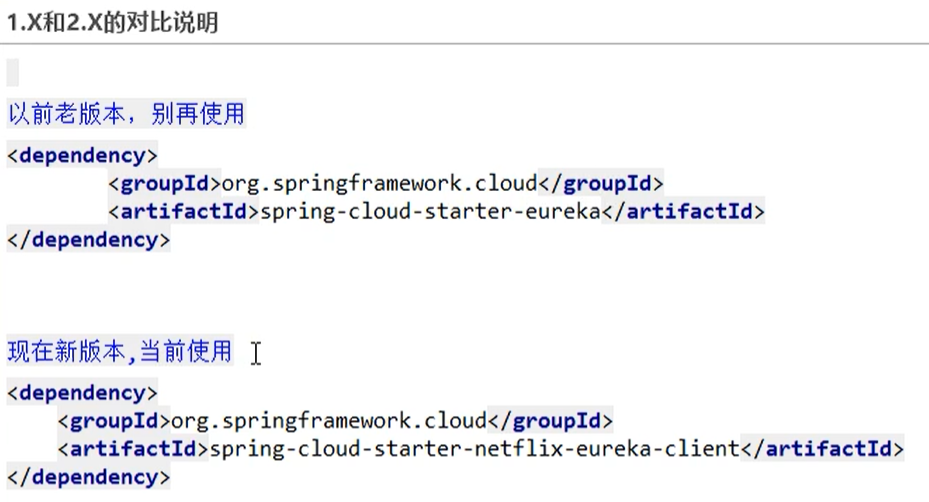 1.X和2.X的对比说明
以前老版本，别再使用
<dependency>
<groupId>org.springframework.cloud</groupId>
<artifactId>spring-cloud-starter-eureka</artifactId>
</dependency>
现在新版本,当前使用
<dependency>
<groupId>org.springframework.cloud</groupId>
<artifactId>spring-cloud-starter-netflix-eureka-client</artifactId>
</dependency>